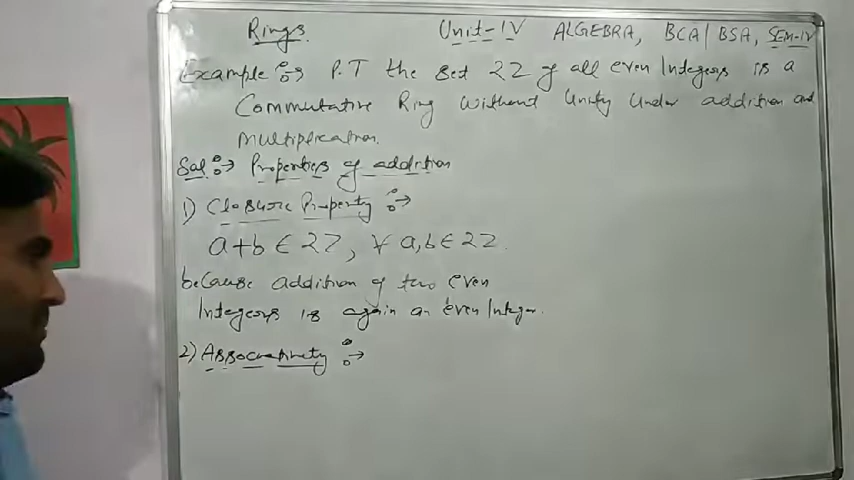 Rings. Unit-IV ALGEBRA, BCA/BSA, SEM-IV
Example :→ P.T the set 2Z of all even Integers is a
Commutative Ring without Unity Under addition and
Multiplication.
Sol :→ Properties of addition
1) Closure Property :→
a+b ∈ 2Z, ∀ a,b ∈ 2Z.
because addition of two even
Integers is again an even Integer.
2) Associativity :→